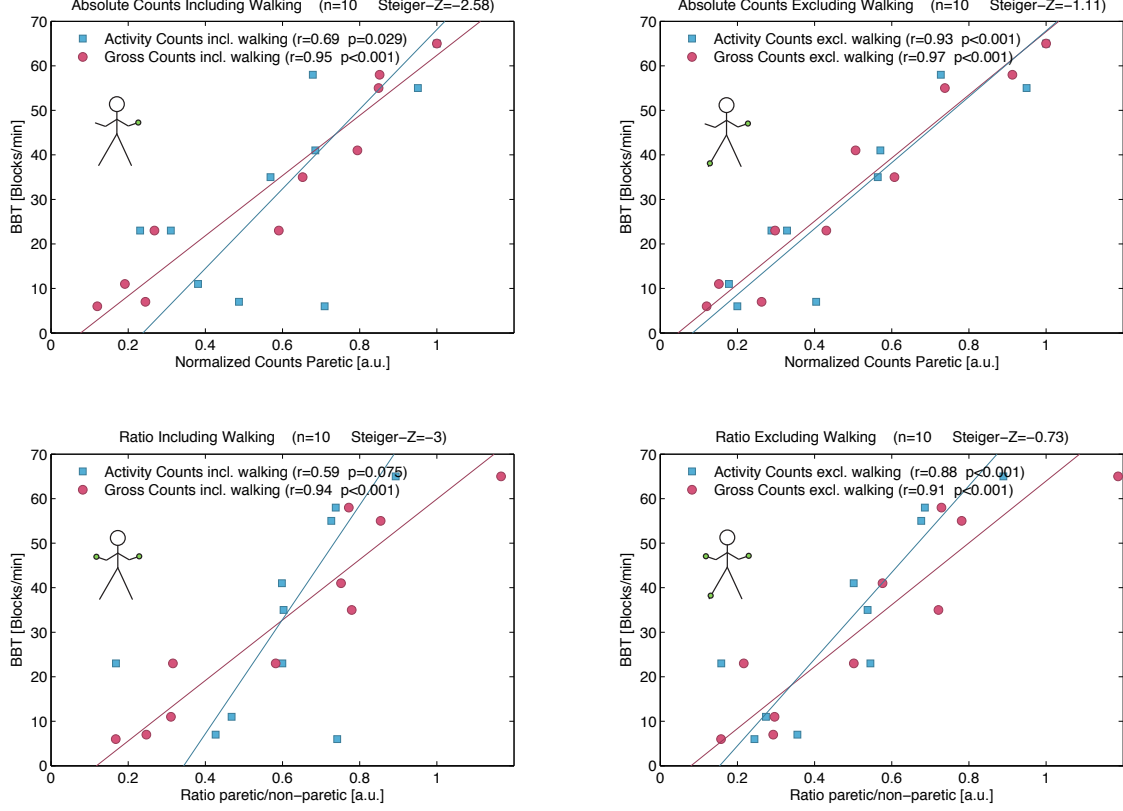 Absolute Counts Including Walking (n=10 Steiger−Z=−2.58)
Activity Counts incl. walking (r=0.69 p=0.029)
Gross Counts incl. walking (r=0.95 p<0.001)
BBT [Blocks/min]
70
60
50
40
30
20
10
0
0 0.2 0.4 0.6 0.8 1
Normalized Counts Paretic [a.u.]
Absolute Counts Excluding Walking (n=10 Steiger−Z=−1.11)
Activity Counts excl. walking (r=0.93 p<0.001)
Gross Counts excl. walking (r=0.97 p<0.001)
BBT [Blocks/min]
70
60
50
40
30
20
10
0
0 0.2 0.4 0.6 0.8 1
Normalized Counts Paretic [a.u.]
Ratio Including Walking (n=10 Steiger−Z=−3)
Activity Counts incl. walking (r=0.59 p=0.075)
Gross Counts incl. walking (r=0.94 p<0.001)
BBT [Blocks/min]
70
60
50
40
30
20
10
0
0 0.2 0.4 0.6 0.8 1
Ratio paretic/non−paretic [a.u.]
Ratio Excluding Walking (n=10 Steiger−Z=−0.73)
Activity Counts excl. walking (r=0.88 p<0.001)
Gross Counts excl. walking (r=0.91 p<0.001)
BBT [Blocks/min]
70
60
50
40
30
20
10
0
0 0.2 0.4 0.6 0.8 1
Ratio paretic/non−paretic [a.u.]